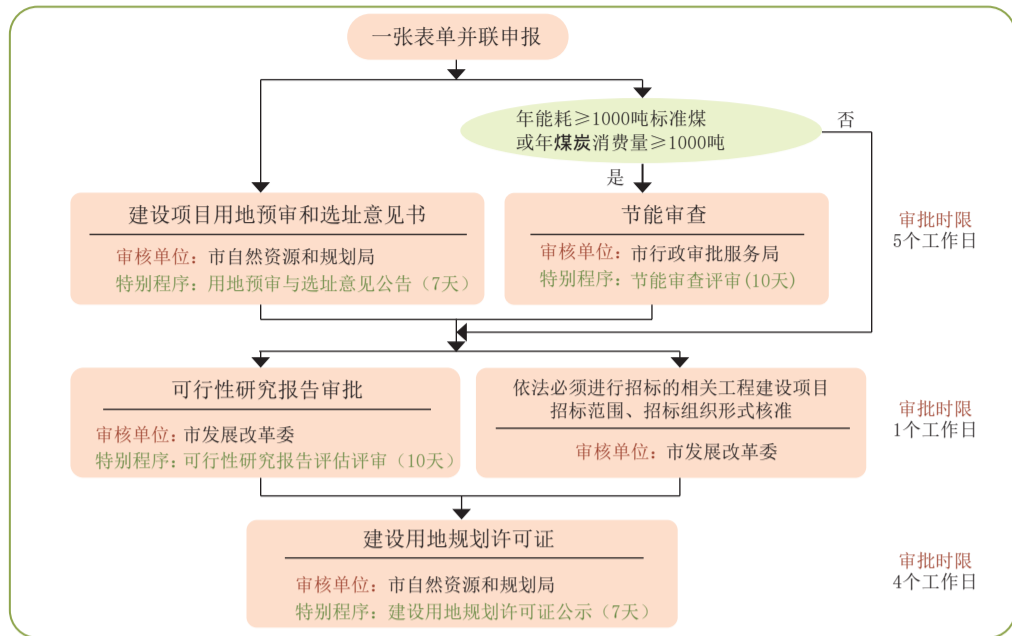 一张表单并联申报
年能耗≥1000吨标准煤
或年煤炭消费量≥1000吨
否
是
建设项目用地预审和选址意见书
审核单位：市自然资源和规划局
特别程序：用地预审与选址意见公告（7天）
节能审查
审核单位：市行政审批服务局
特别程序：节能审查评审(10天)
审批时限
5个工作日
可行性研究报告审批
审核单位：市发展改革委
特别程序：可行性研究报告评估评审（10天）
依法必须进行招标的相关工程建设项目
招标范围、招标组织形式核准
审核单位：市发展改革委
审批时限
1个工作日
建设用地规划许可证
审核单位：市自然资源和规划局
特别程序：建设用地规划许可证公示（7天）
审批时限
4个工作日